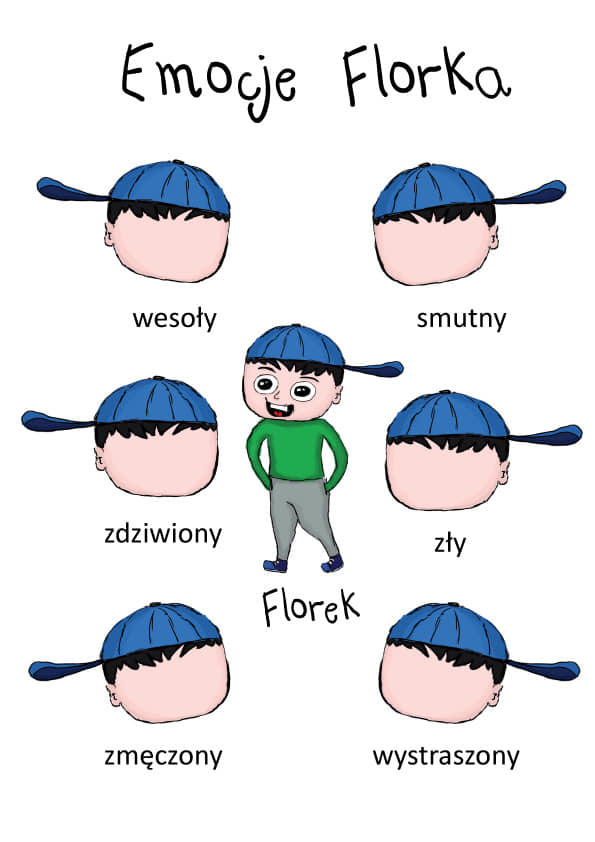 Emocje Florka
wesoły
smutny
zdziwiony
zły
Florek
zmęczony
wystraszony